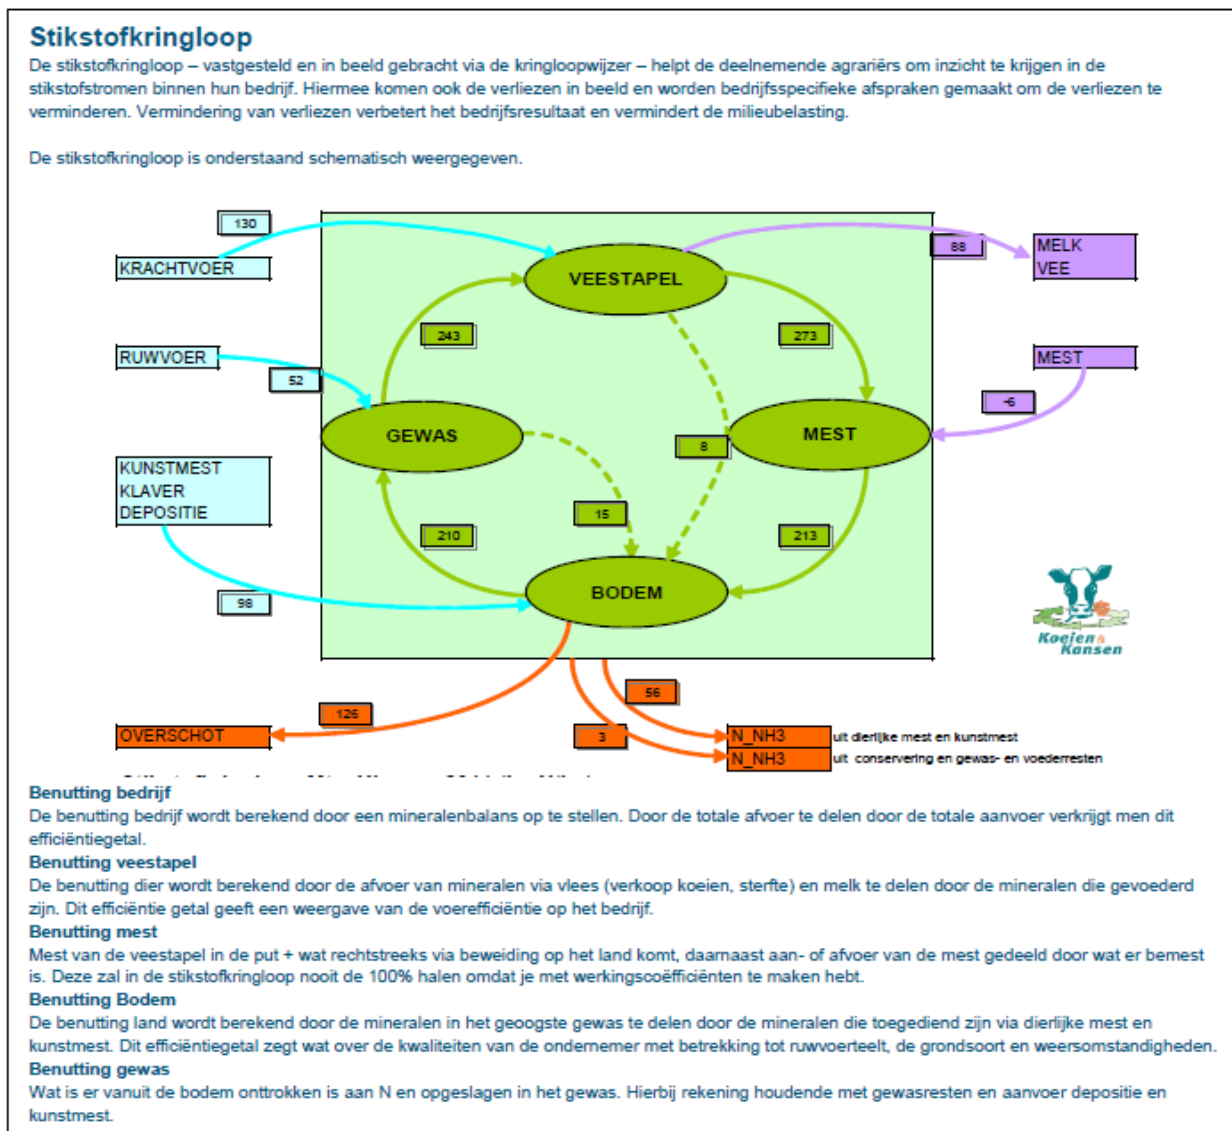 Stikstofkringloop
De stikstofkringloop – vastgesteld en in beeld gebracht via de kringloopwijzer – helpt de deelnemende agrariërs om inzicht te krijgen in de
stikstofstromen binnen hun bedrijf. Hiermee komen ook de verliezen in beeld en worden bedrijfsspecifieke afspraken gemaakt om de verliezen te
verminderen. Vermindering van verliezen verbetert het bedrijfsresultaat en vermindert de milieubelasting.
De stikstofkringloop is onderstaand schematisch weergegeven.
130
88
KRACHTVOER
VEESTAPEL
MELK
VEE
243
273
RUWVOER
52
MEST
-6
GEWAS
8
MEST
KUNSTMEST
KLAVER
DEPOSITIE
15
210
213
98
BODEM
Koeien &
Kansen
126
56
3
OVERSCHOT
N_NH3 uit dierlijke mest en kunstmest
N_NH3 uit conservering en gewas- en voederresten
Benutting bedrijf
De benutting bedrijf wordt berekend door een mineralenbalans op te stellen. Door de totale afvoer te delen door de totale aanvoer verkrijgt men dit
efficiëntiegetal.
Benutting veestapel
De benutting dier wordt berekend door de afvoer van mineralen via vlees (verkoop koeien, sterfte) en melk te delen door de mineralen die gevoederd
zijn. Dit efficiëntie getal geeft een weergave van de voerefficiëntie op het bedrijf.
Benutting mest
Mest van de veestapel in de put + wat rechtstreeks via beweiding op het land komt, daarnaast aan- of afvoer van de mest gedeeld door wat er bemest
is. Deze zal in de stikstofkringloop nooit de 100% halen omdat je met werkingscoëfficiënten te maken hebt.
Benutting Bodem
De benutting land wordt berekend door de mineralen in het geoogste gewas te delen door de mineralen die toegediend zijn via dierlijke mest en
kunstmest. Dit efficiëntiegetal zegt wat over de kwaliteiten van de ondernemer met betrekking tot ruwvoerteelt, de grondsoort en weersomstandigheden.
Benutting gewas
Wat is er vanuit de bodem onttrokken is aan N en opgeslagen in het gewas. Hierbij rekening houdende met gewasresten en aanvoer depositie en
kunstmest.